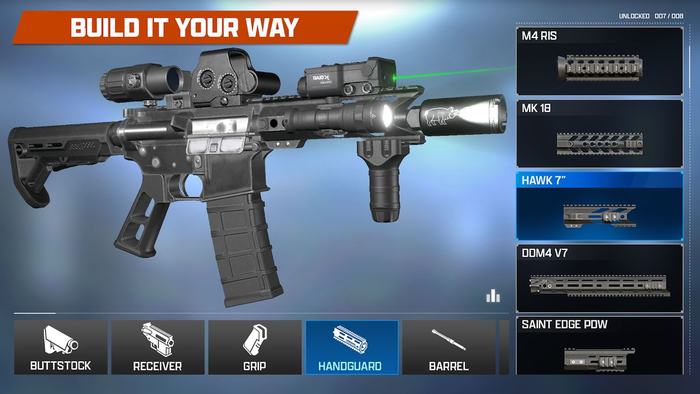 BUILD IT YOUR WAY
UNLOCKED 007 / 008
M4 RIS
MK 18
HAWK 7"
DDM4 V7
SAINT EDGE PDW
BUTTSTOCK
RECEIVER
GRIP
HANDGUARD
BARREL